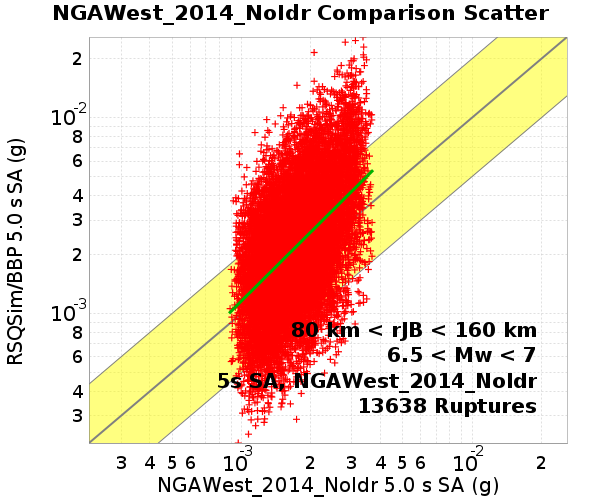 NGAWest_2014_NoIdr Comparison Scatter
RSQSim/BBP 5.0 s SA (g)
2
10-2
8
6
4
3
2
10-3
8
6
4
3
80 km < rJB < 160 km
6.5 < Mw < 7
5s SA, NGAWest_2014_NoIdr
13638 Ruptures
3 4 5 6 10-3 2 3 4 5 6 10-2 2
NGAWest_2014_NoIdr 5.0 s SA (g)